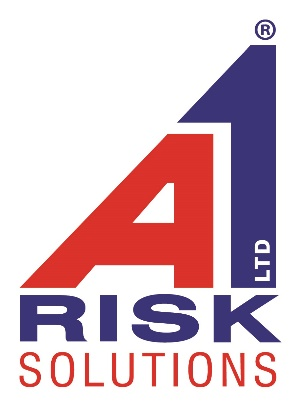 ®
A1
LTD
RISK
SOLUTIONS